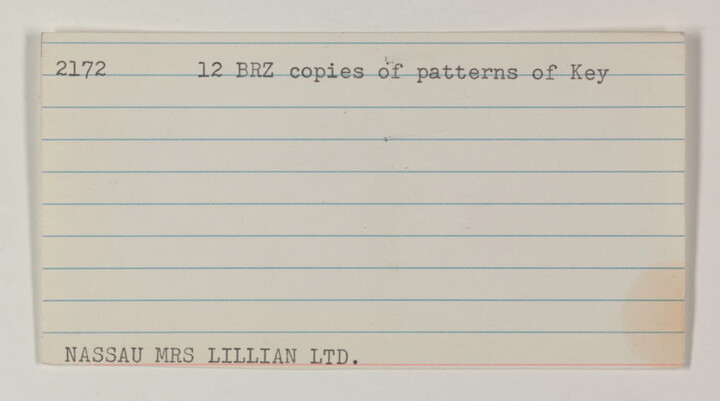 2172 12 BRZ copies of patterns of Key
NASSAU MRS LILLIAN LTD.